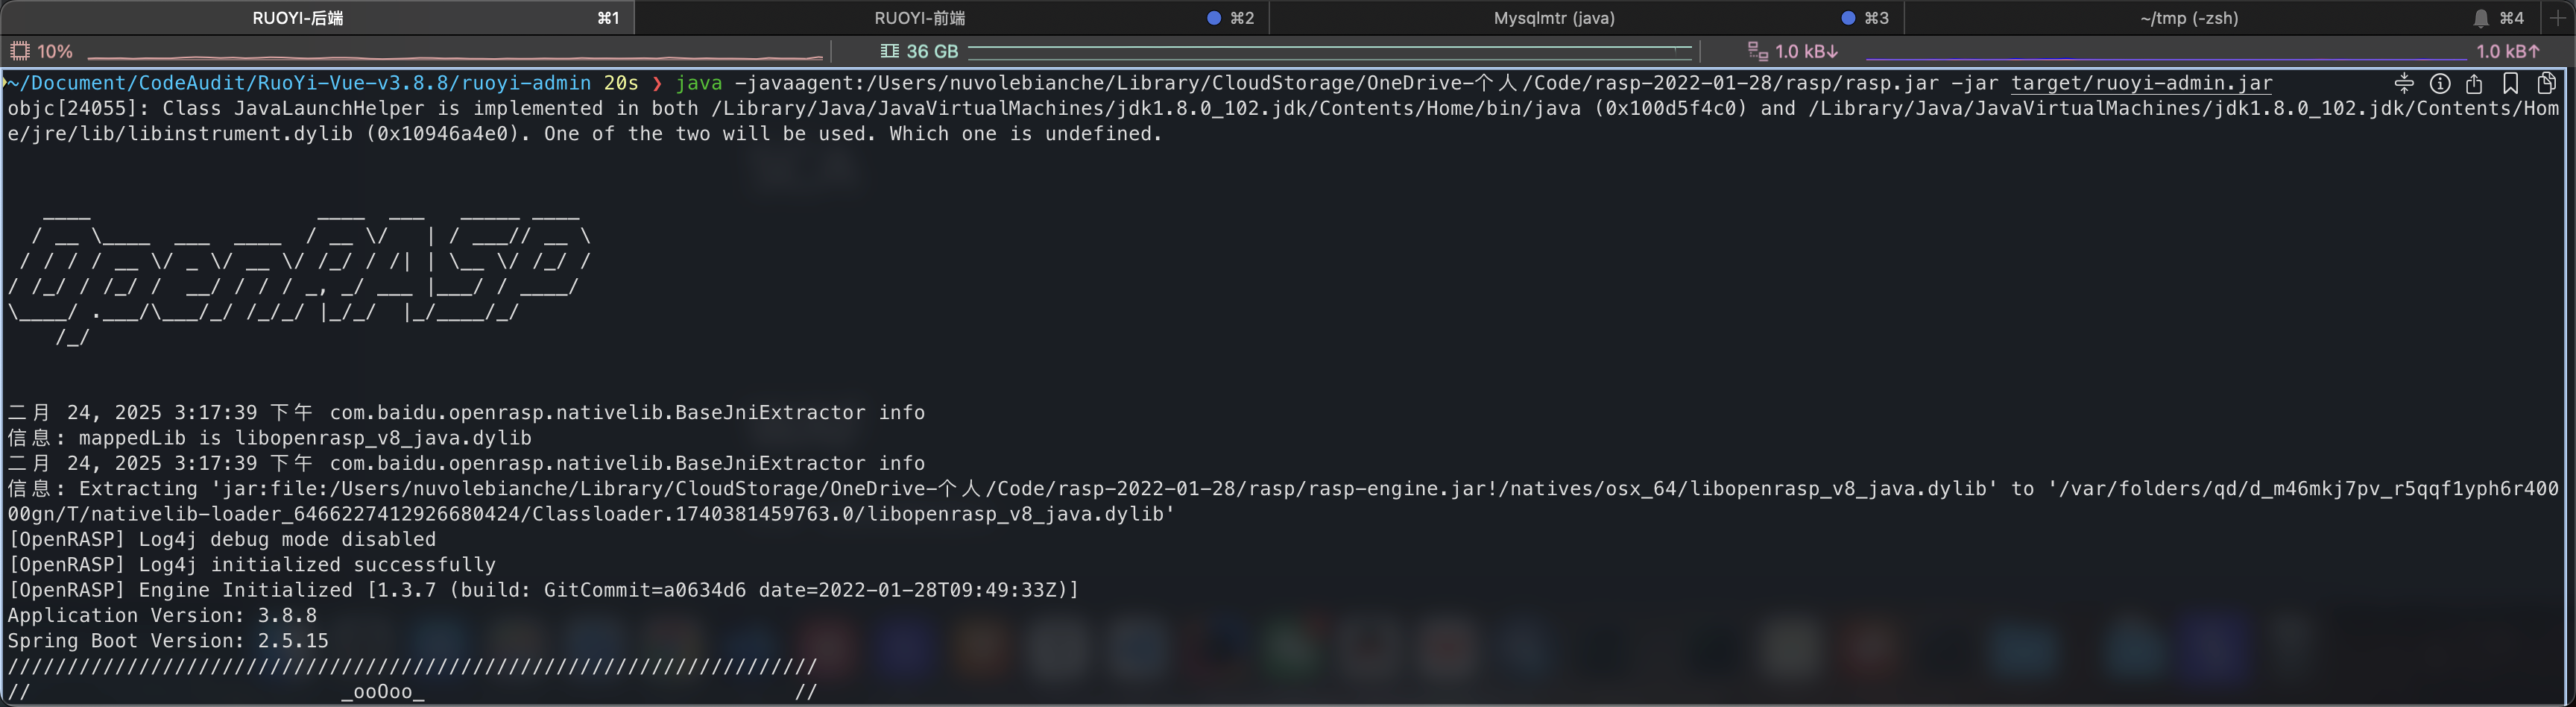 RUOYI-后端 ⌘1 RUOYI-前端 ⌘2 Mysqlmtr (java) ⌘3 ~/tmp (-zsh) ⌘4
10% 36 GB 1.0 kB↓ 1.0 kB↑
~/Document/CodeAudit/RuoYi-Vue-v3.8.8/ruoyi-admin 20s ❯ java -javaagent:/Users/nuvolebianche/Library/CloudStorage/OneDrive-个人/Code/rasp-2022-01-28/rasp/rasp.jar -jar target/ruoyi-admin.jar
objc[24055]: Class JavaLaunchHelper is implemented in both /Library/Java/JavaVirtualMachines/jdk1.8.0_102.jdk/Contents/Home/bin/java (0x100d5f4c0) and /Library/Java/JavaVirtualMachines/jdk1.8.0_102.jdk/Contents/Hom
e/jre/lib/libinstrument.dylib (0x10946a4e0). One of the two will be used. Which one is undefined.
OpenRASP
二月 24, 2025 3:17:39 下午 com.baidu.openrasp.nativelib.BaseJniExtractor info
信息: mappedLib is libopenrasp_v8_java.dylib
二月 24, 2025 3:17:39 下午 com.baidu.openrasp.nativelib.BaseJniExtractor info
信息: Extracting 'jar:file:/Users/nuvolebianche/Library/CloudStorage/OneDrive-个人/Code/rasp-2022-01-28/rasp/rasp-engine.jar!/natives/osx_64/libopenrasp_v8_java.dylib' to '/var/folders/qd/d_m46mkj7pv_r5qqf1yph6r400
00gn/T/nativelib-loader_6466227412926680424/Classloader.1740381459763.0/libopenrasp_v8_java.dylib'
[OpenRASP] Log4j debug mode disabled
[OpenRASP] Log4j initialized successfully
[OpenRASP] Engine Initialized [1.3.7 (build: GitCommit=a0634d6 date=2022-01-28T09:49:33Z)]
Application Version: 3.8.8
Spring Boot Version: 2.5.15
////////////////////////////////////////////////////////////////////
// _ooOoo_ //